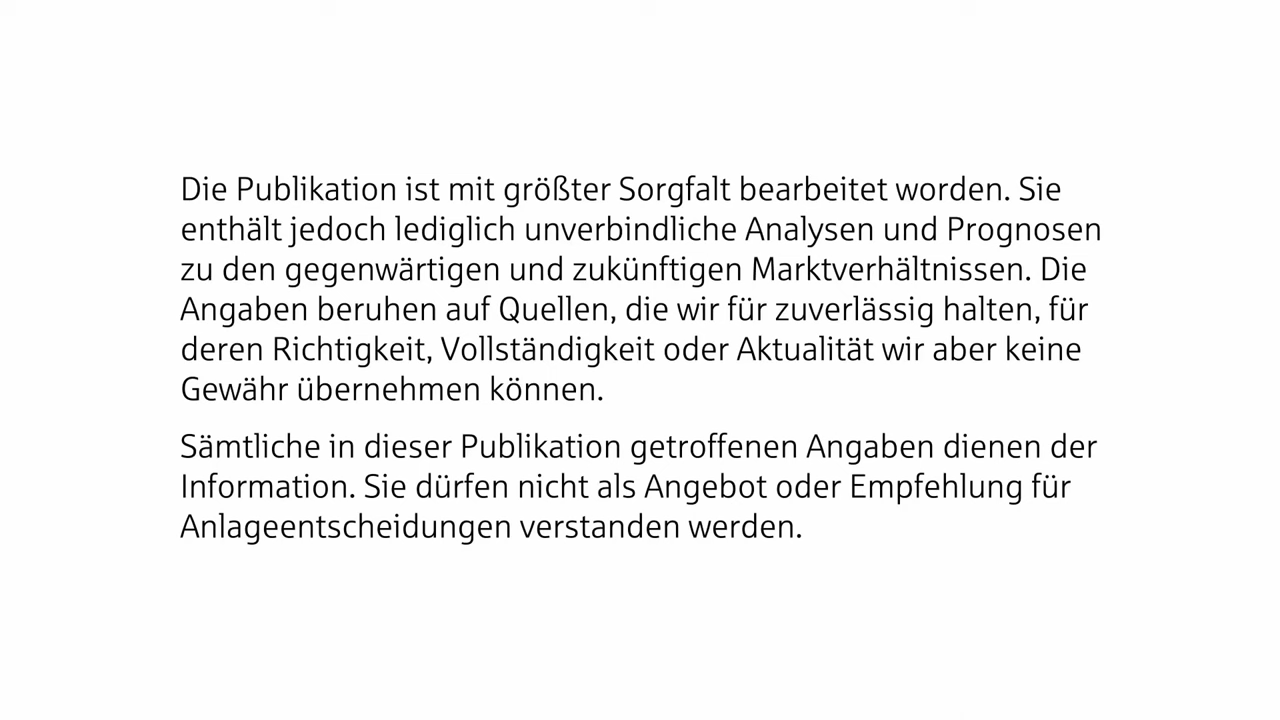 Die Publikation ist mit größter Sorgfalt bearbeitet worden. Sie
enthält jedoch lediglich unverbindliche Analysen und Prognosen
zu den gegenwärtigen und zukünftigen Marktverhältnissen. Die
Angaben beruhen auf Quellen, die wir für zuverlässig halten, für
deren Richtigkeit, Vollständigkeit oder Aktualität wir aber keine
Gewähr übernehmen können.
Sämtliche in dieser Publikation getroffenen Angaben dienen der
Information. Sie dürfen nicht als Angebot oder Empfehlung für
Anlageentscheidungen verstanden werden.